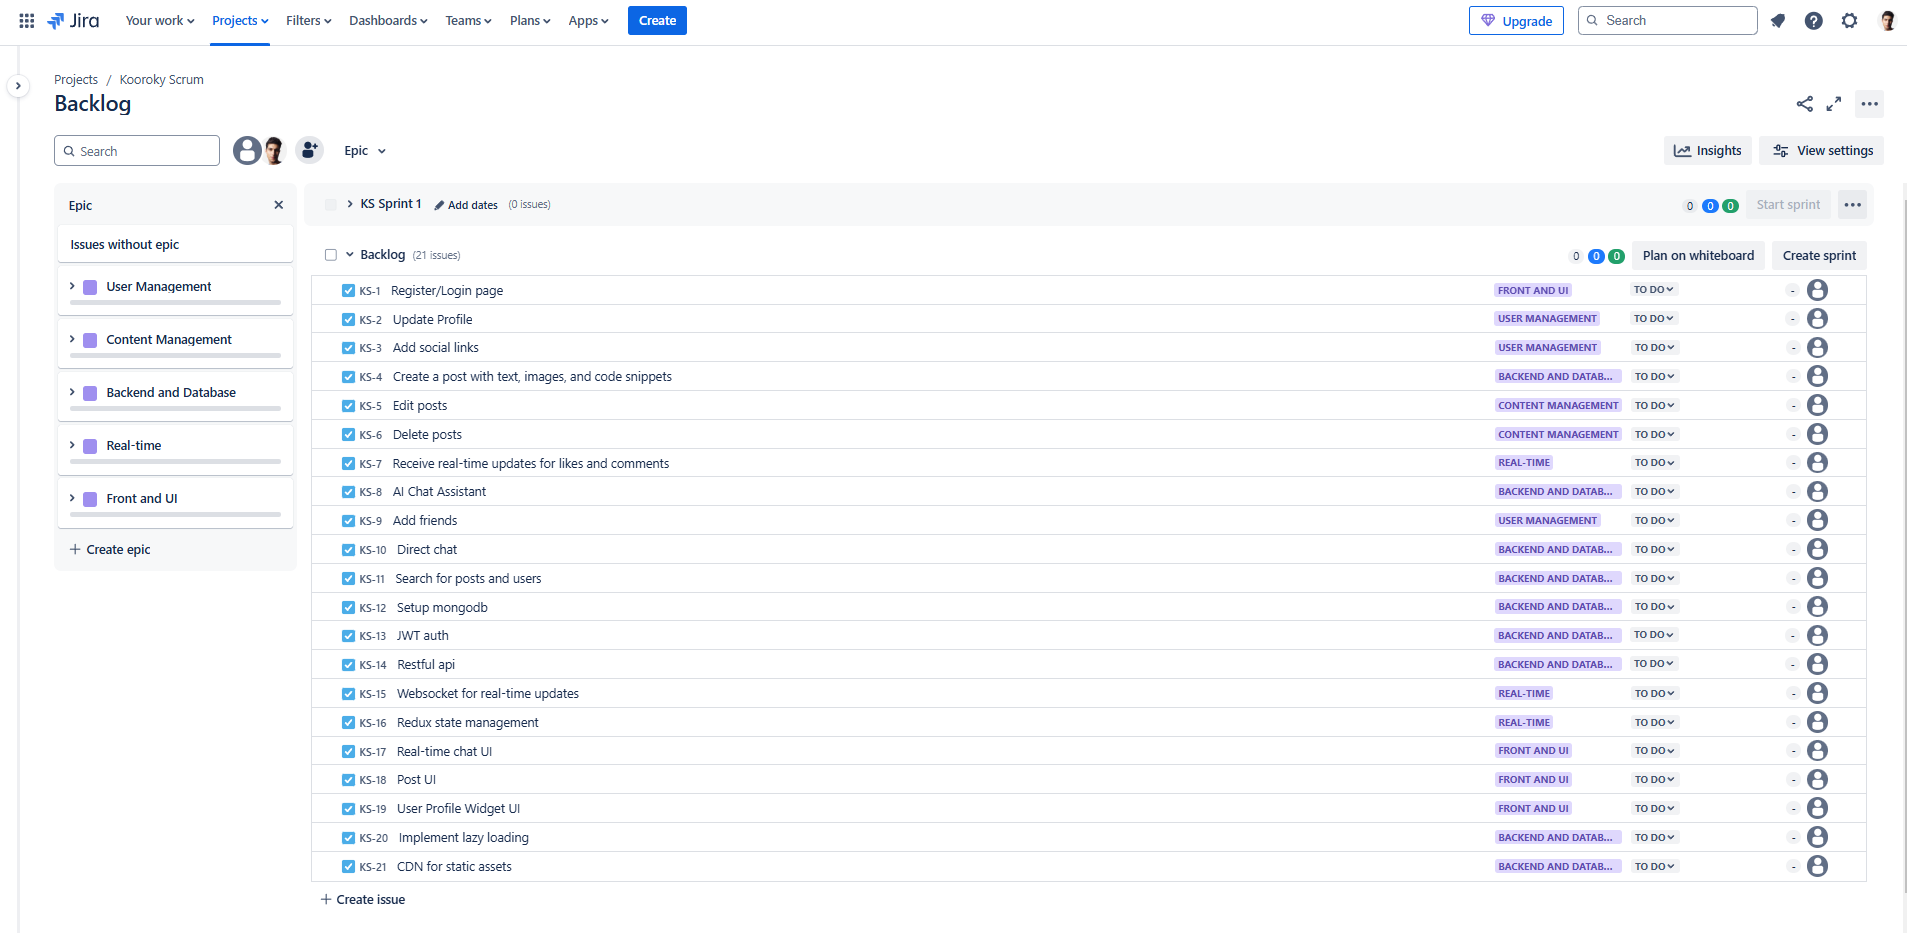 Jira Your work Projects Filters Dashboards Teams Plans Apps Create Upgrade Search
Projects / Kooroky Scrum
Backlog
Search Epic Insights View settings
Epic
Issues without epic
User Management
Content Management
Backend and Database
Real-time
Front and UI
+ Create epic
KS Sprint 1 Add dates (0 issues) 0 0 0 Start sprint
Backlog (21 issues) 0 0 0 Plan on whiteboard Create sprint
KS-1 Register/Login page FRONT AND UI TO DO -
KS-2 Update Profile USER MANAGEMENT TO DO -
KS-3 Add social links USER MANAGEMENT TO DO -
KS-4 Create a post with text, images, and code snippets BACKEND AND DATAB... TO DO -
KS-5 Edit posts CONTENT MANAGEMENT TO DO -
KS-6 Delete posts CONTENT MANAGEMENT TO DO -
KS-7 Receive real-time updates for likes and comments REAL-TIME TO DO -
KS-8 AI Chat Assistant BACKEND AND DATAB... TO DO -
KS-9 Add friends USER MANAGEMENT TO DO -
KS-10 Direct chat BACKEND AND DATAB... TO DO -
KS-11 Search for posts and users BACKEND AND DATAB... TO DO -
KS-12 Setup mongodb BACKEND AND DATAB... TO DO -
KS-13 JWT auth BACKEND AND DATAB... TO DO -
KS-14 Restful api BACKEND AND DATAB... TO DO -
KS-15 Websocket for real-time updates REAL-TIME TO DO -
KS-16 Redux state management REAL-TIME TO DO -
KS-17 Real-time chat UI FRONT AND UI TO DO -
KS-18 Post UI FRONT AND UI TO DO -
KS-19 User Profile Widget UI FRONT AND UI TO DO -
KS-20 Implement lazy loading BACKEND AND DATAB... TO DO -
KS-21 CDN for static assets BACKEND AND DATAB... TO DO -
+ Create issue